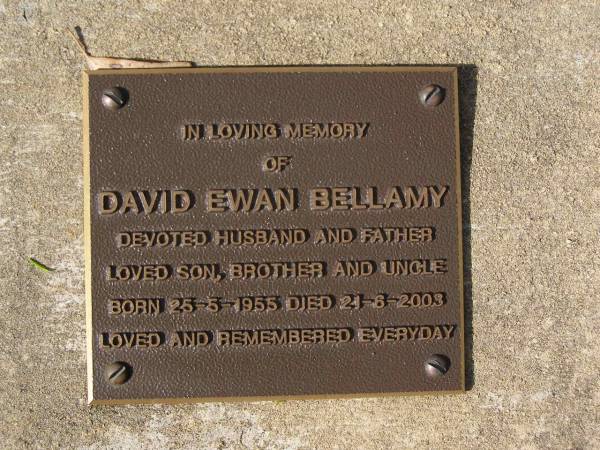 IN LOVING MEMORY
OF
DAVID EWAN BELLAMY
DEVOTED HUSBAND AND FATHER
LOVED SON, BROTHER AND UNCLE
BORN 25-5-1955 DIED 21-6-2003
LOVED AND REMEMBERED EVERYDAY